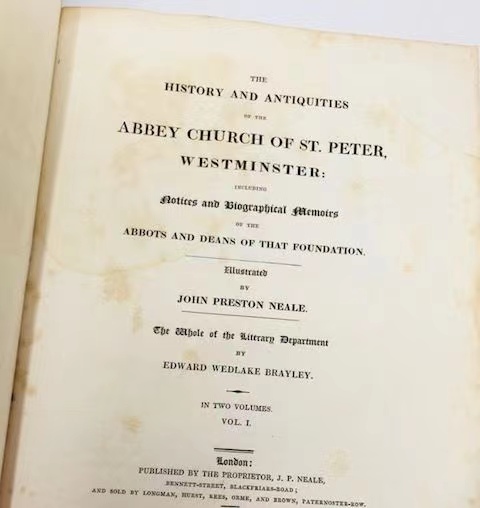 THE
HISTORY AND ANTIQUITIES
OF THE
ABBEY CHURCH OF ST. PETER,
WESTMINSTER:
INCLUDING
Notices and Biographical Memoirs
OF THE
ABBOTS AND DEANS OF THAT FOUNDATION.
Illustrated
BY
JOHN PRESTON NEALE.
The Whole of the Literary Department
BY
EDWARD WEDLAKE BRAYLEY.
IN TWO VOLUMES.
VOL. I.
London:
PUBLISHED BY THE PROPRIETOR, J. P. NEALE,
BENNETT-STREET, BLACKFRIARS-ROAD;
AND SOLD BY LONGMAN, HURST, REES, ORME, AND BROWN, PATERNOSTER-ROW.